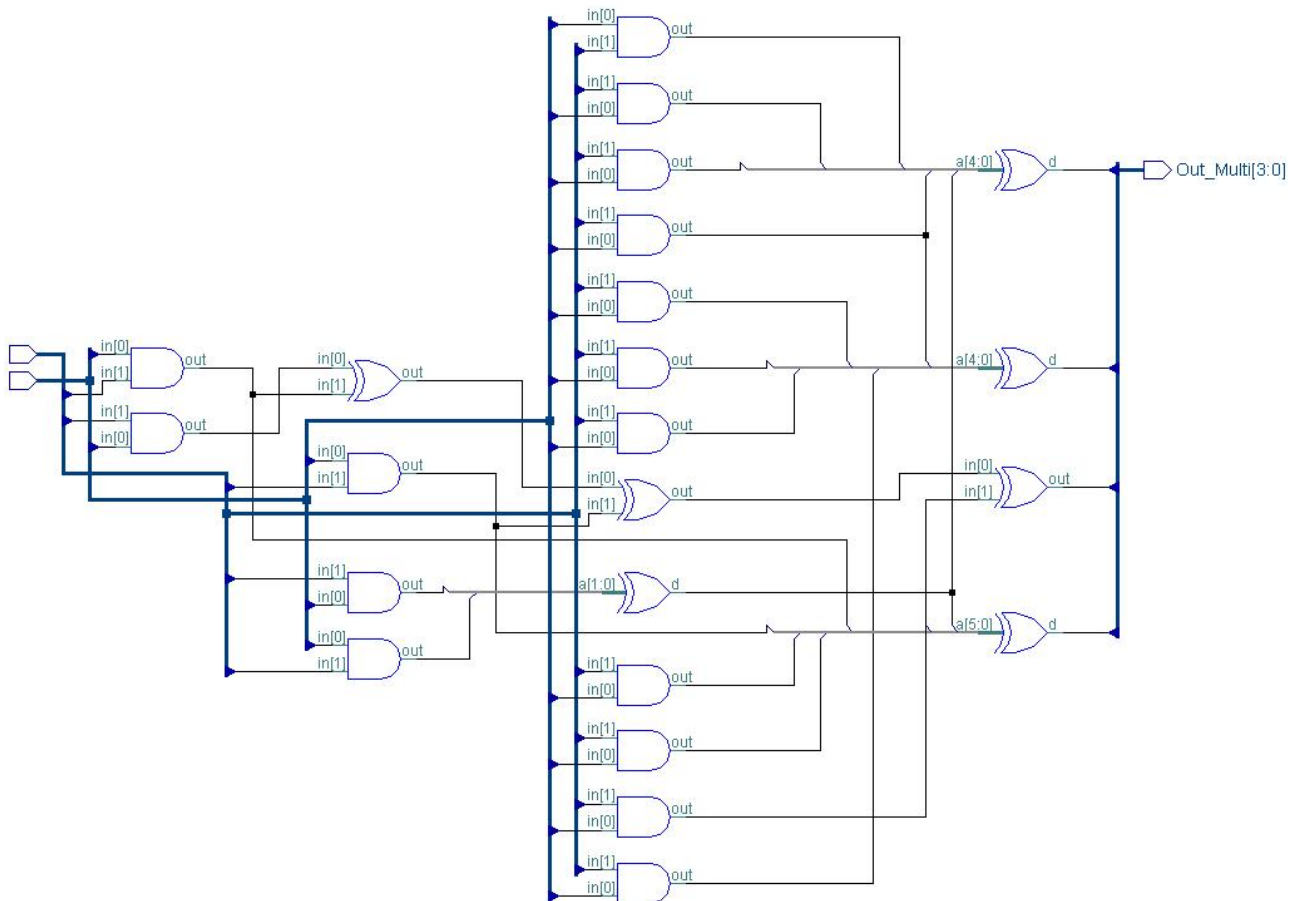 in[0]
in[1]
out
in[1]
in[0]
out
in[1]
in[0]
out
a[4:0]
d
Out_Multi[3:0]
in[1]
in[0]
out
in[1]
in[0]
out
in[0]
in[1]
out
in[0]
in[1]
out
in[1]
in[0]
out
a[4:0]
d
in[1]
in[0]
out
in[1]
in[0]
out
in[0]
in[1]
out
in[0]
in[1]
out
in[0]
in[1]
out
in[1]
in[0]
out
a[1:0]
d
in[0]
in[1]
out
a[5:0]
d
in[1]
in[0]
out
in[1]
in[0]
out
in[1]
in[0]
out
in[1]
in[0]
out